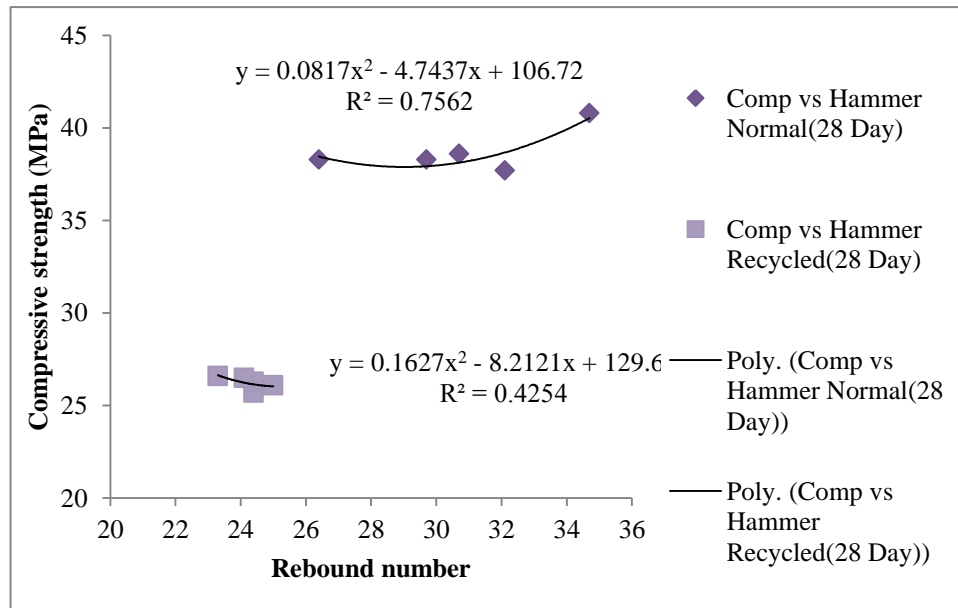 45
40
35
30
25
20
20
22
24
26
28
30
32
34
36
Compressive strength (MPa)
Rebound number
y = 0.0817x² - 4.7437x + 106.72
R² = 0.7562
y = 0.1627x² - 8.2121x + 129.6
R² = 0.4254
Comp vs Hammer
Normal(28 Day)
Comp vs Hammer
Recycled(28 Day)
Poly. (Comp vs
Hammer Normal(28
Day))
Poly. (Comp vs
Hammer
Recycled(28 Day))